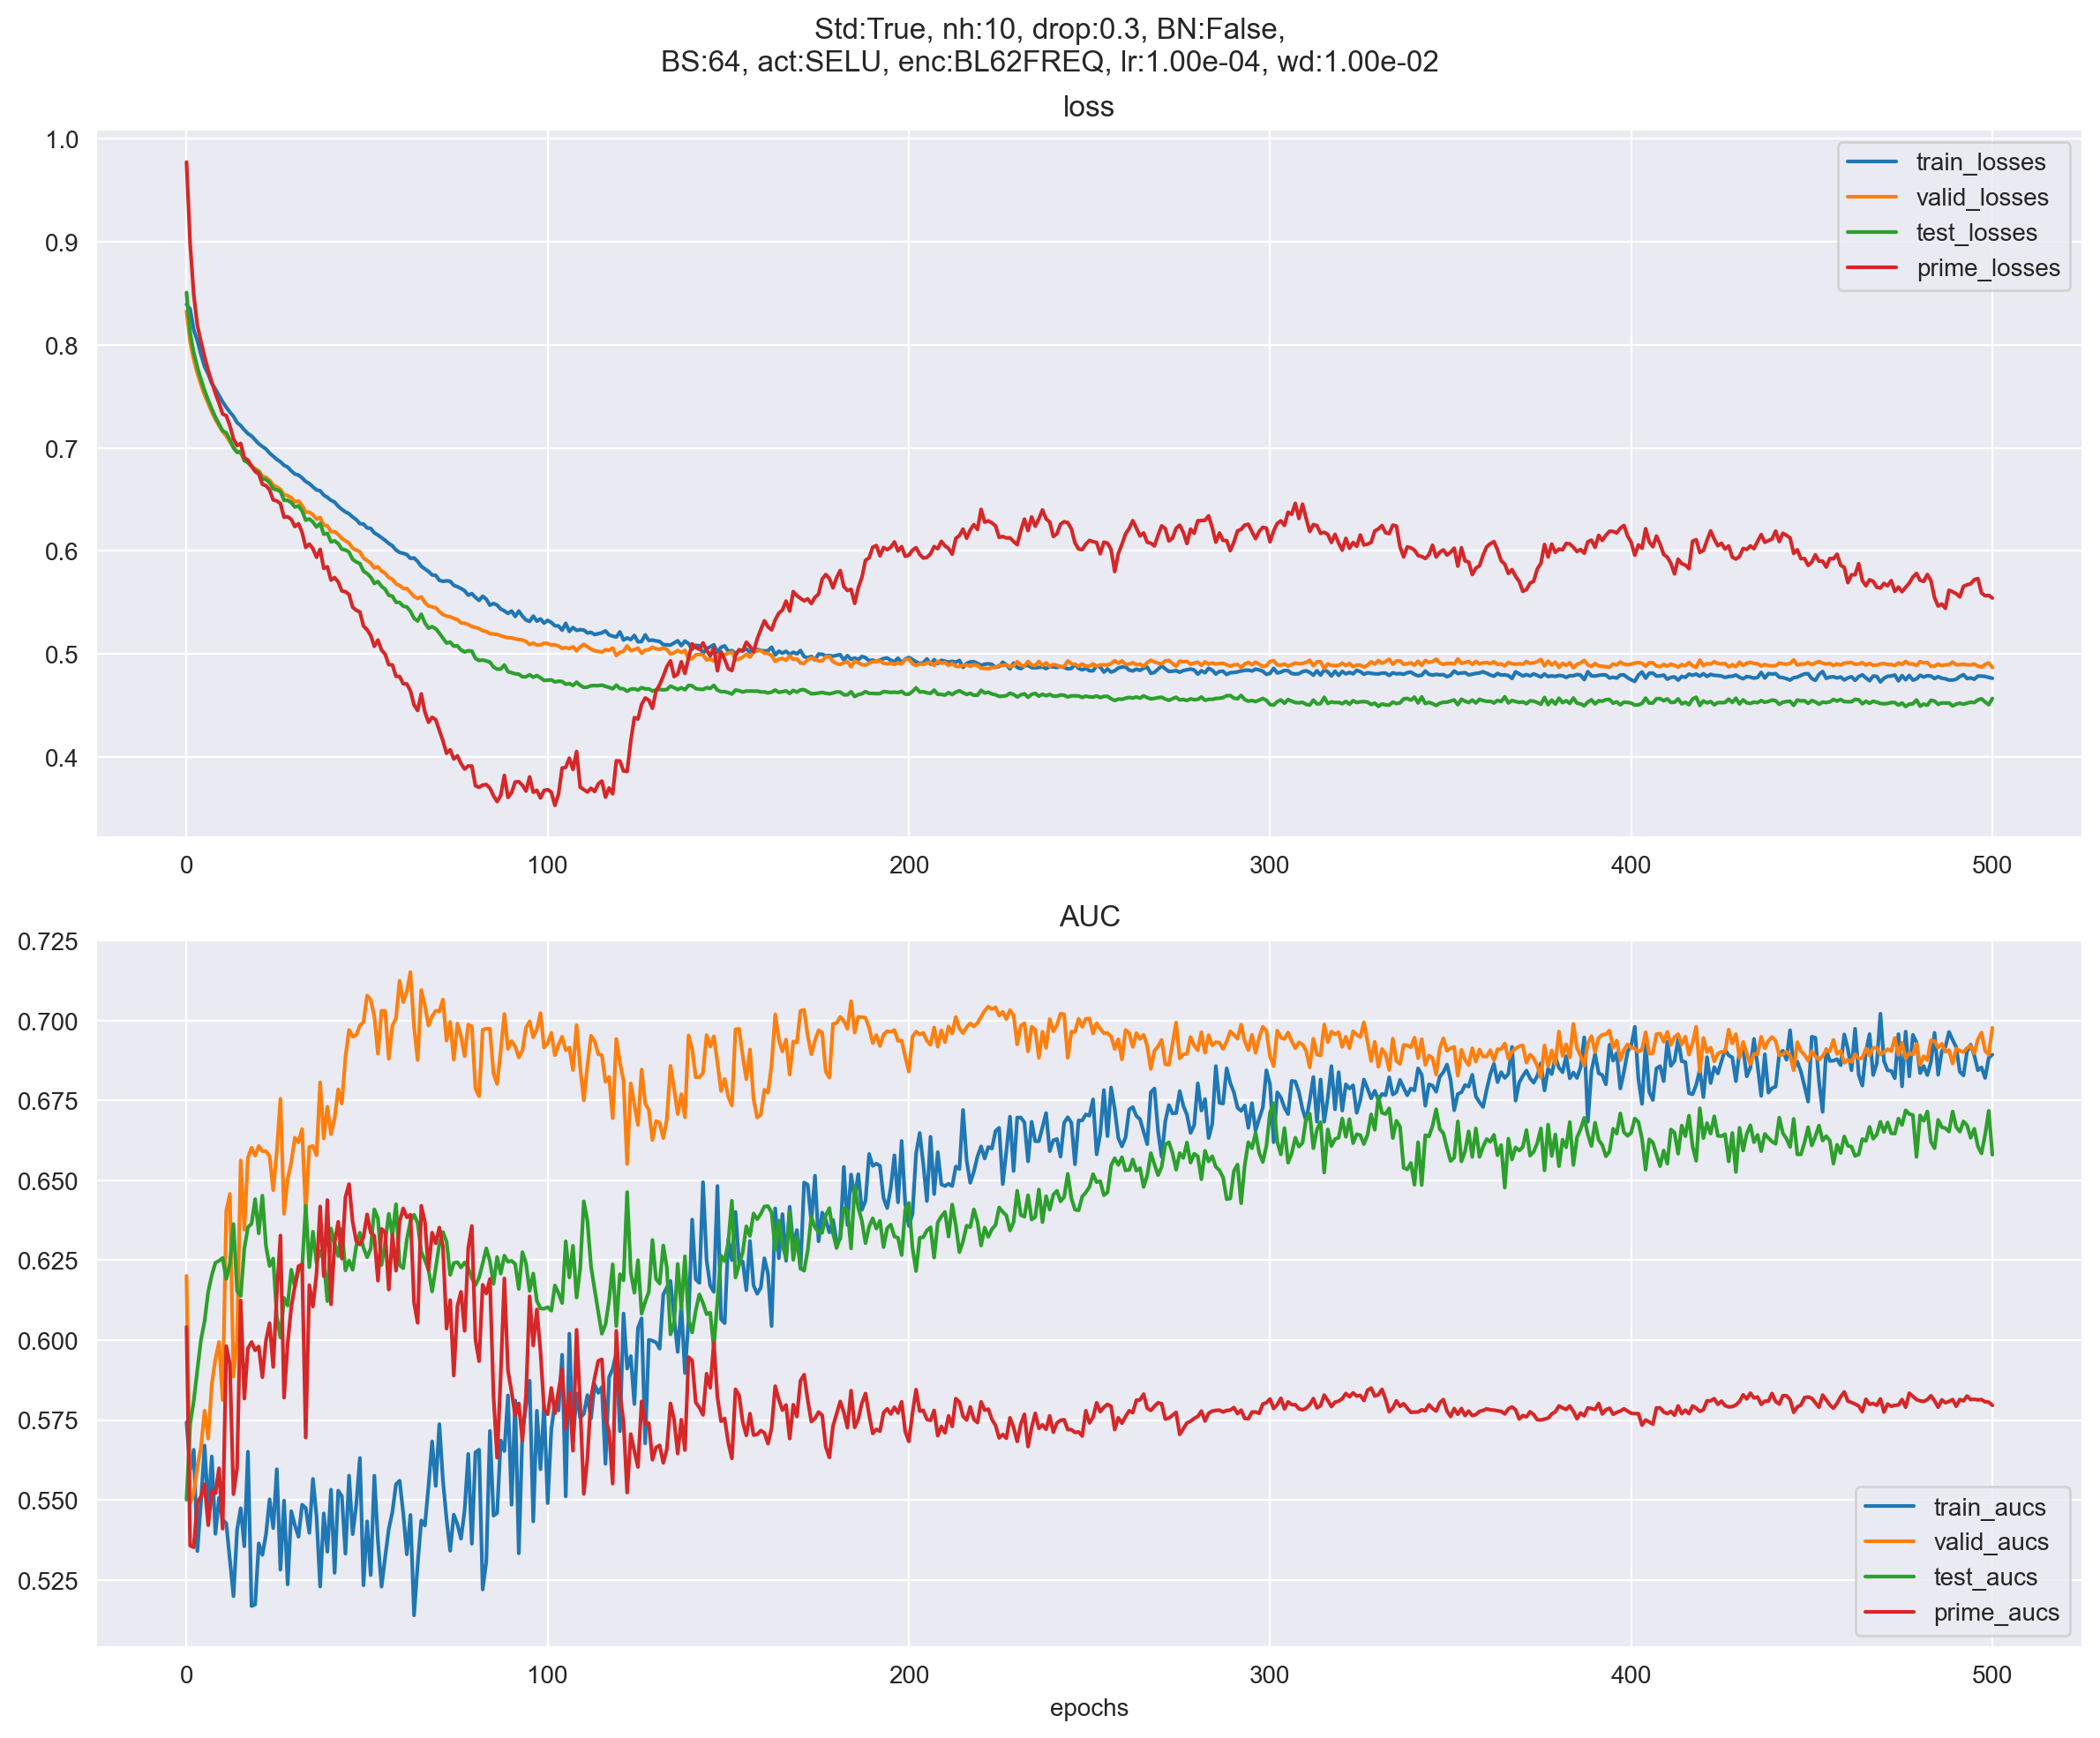 Std:True, nh:10, drop:0.3, BN:False,
BS:64, act:SELU, enc:BL62FREQ, lr:1.00e-04, wd:1.00e-02
loss
1.0
0.9
0.8
0.7
0.6
0.5
0.4
train_losses
valid_losses
test_losses
prime_losses
0 100 200 300 400 500
AUC
0.725
0.700
0.675
0.650
0.625
0.600
0.575
0.550
0.525
train_aucs
valid_aucs
test_aucs
prime_aucs
0 100 200 300 400 500
epochs